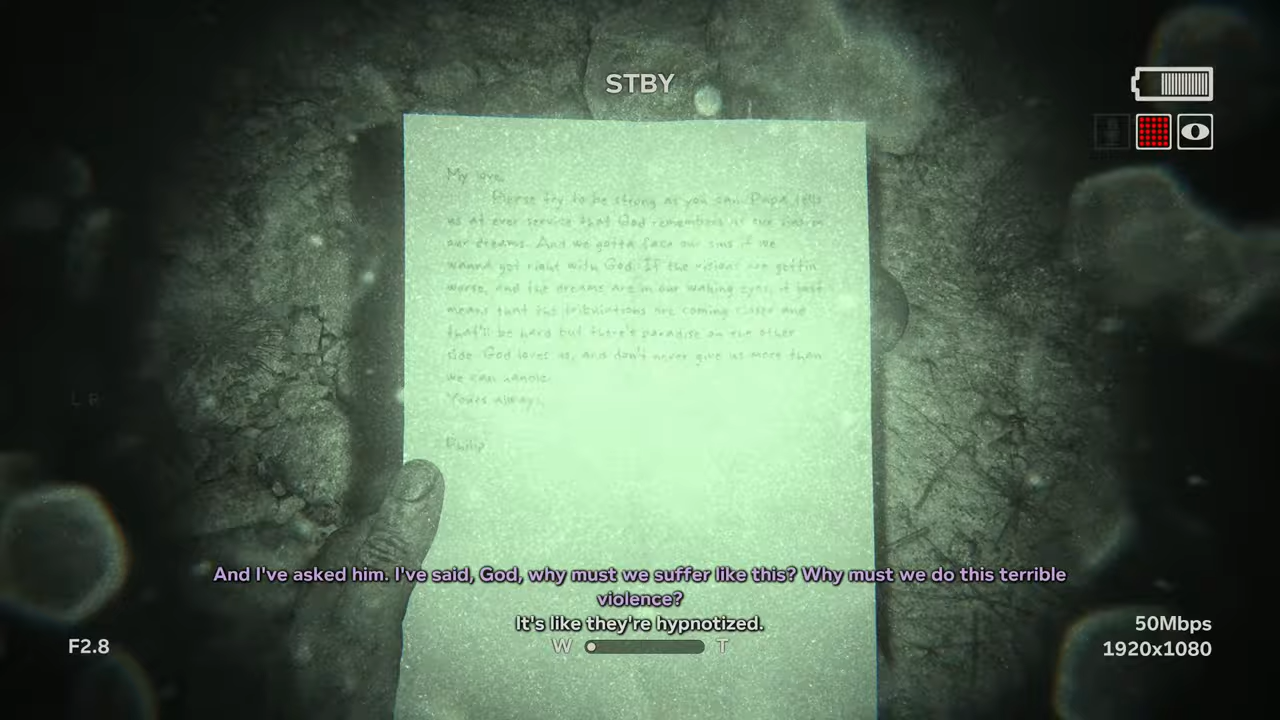 STBY
My love,
Please try to be strong as you can. Papa tells
us at ever service that God remembers us our
our dreams. And we gotta face our sins if we
wanna got right with God. If the visions are gettin
worse, and the dreams are in our waking eyes, it just
means that the tribulations are coming closer and
that'll be hard but there's paradise on the other
side. God loves us, and don't never give us more than
we can handle.
Yours always,
Philip
L R
And I've asked him. I've said, God, why must we suffer like this? Why must we do this terrible
violence?
It's like they're hypnotized.
F2.8
W T
50Mbps
1920x1080